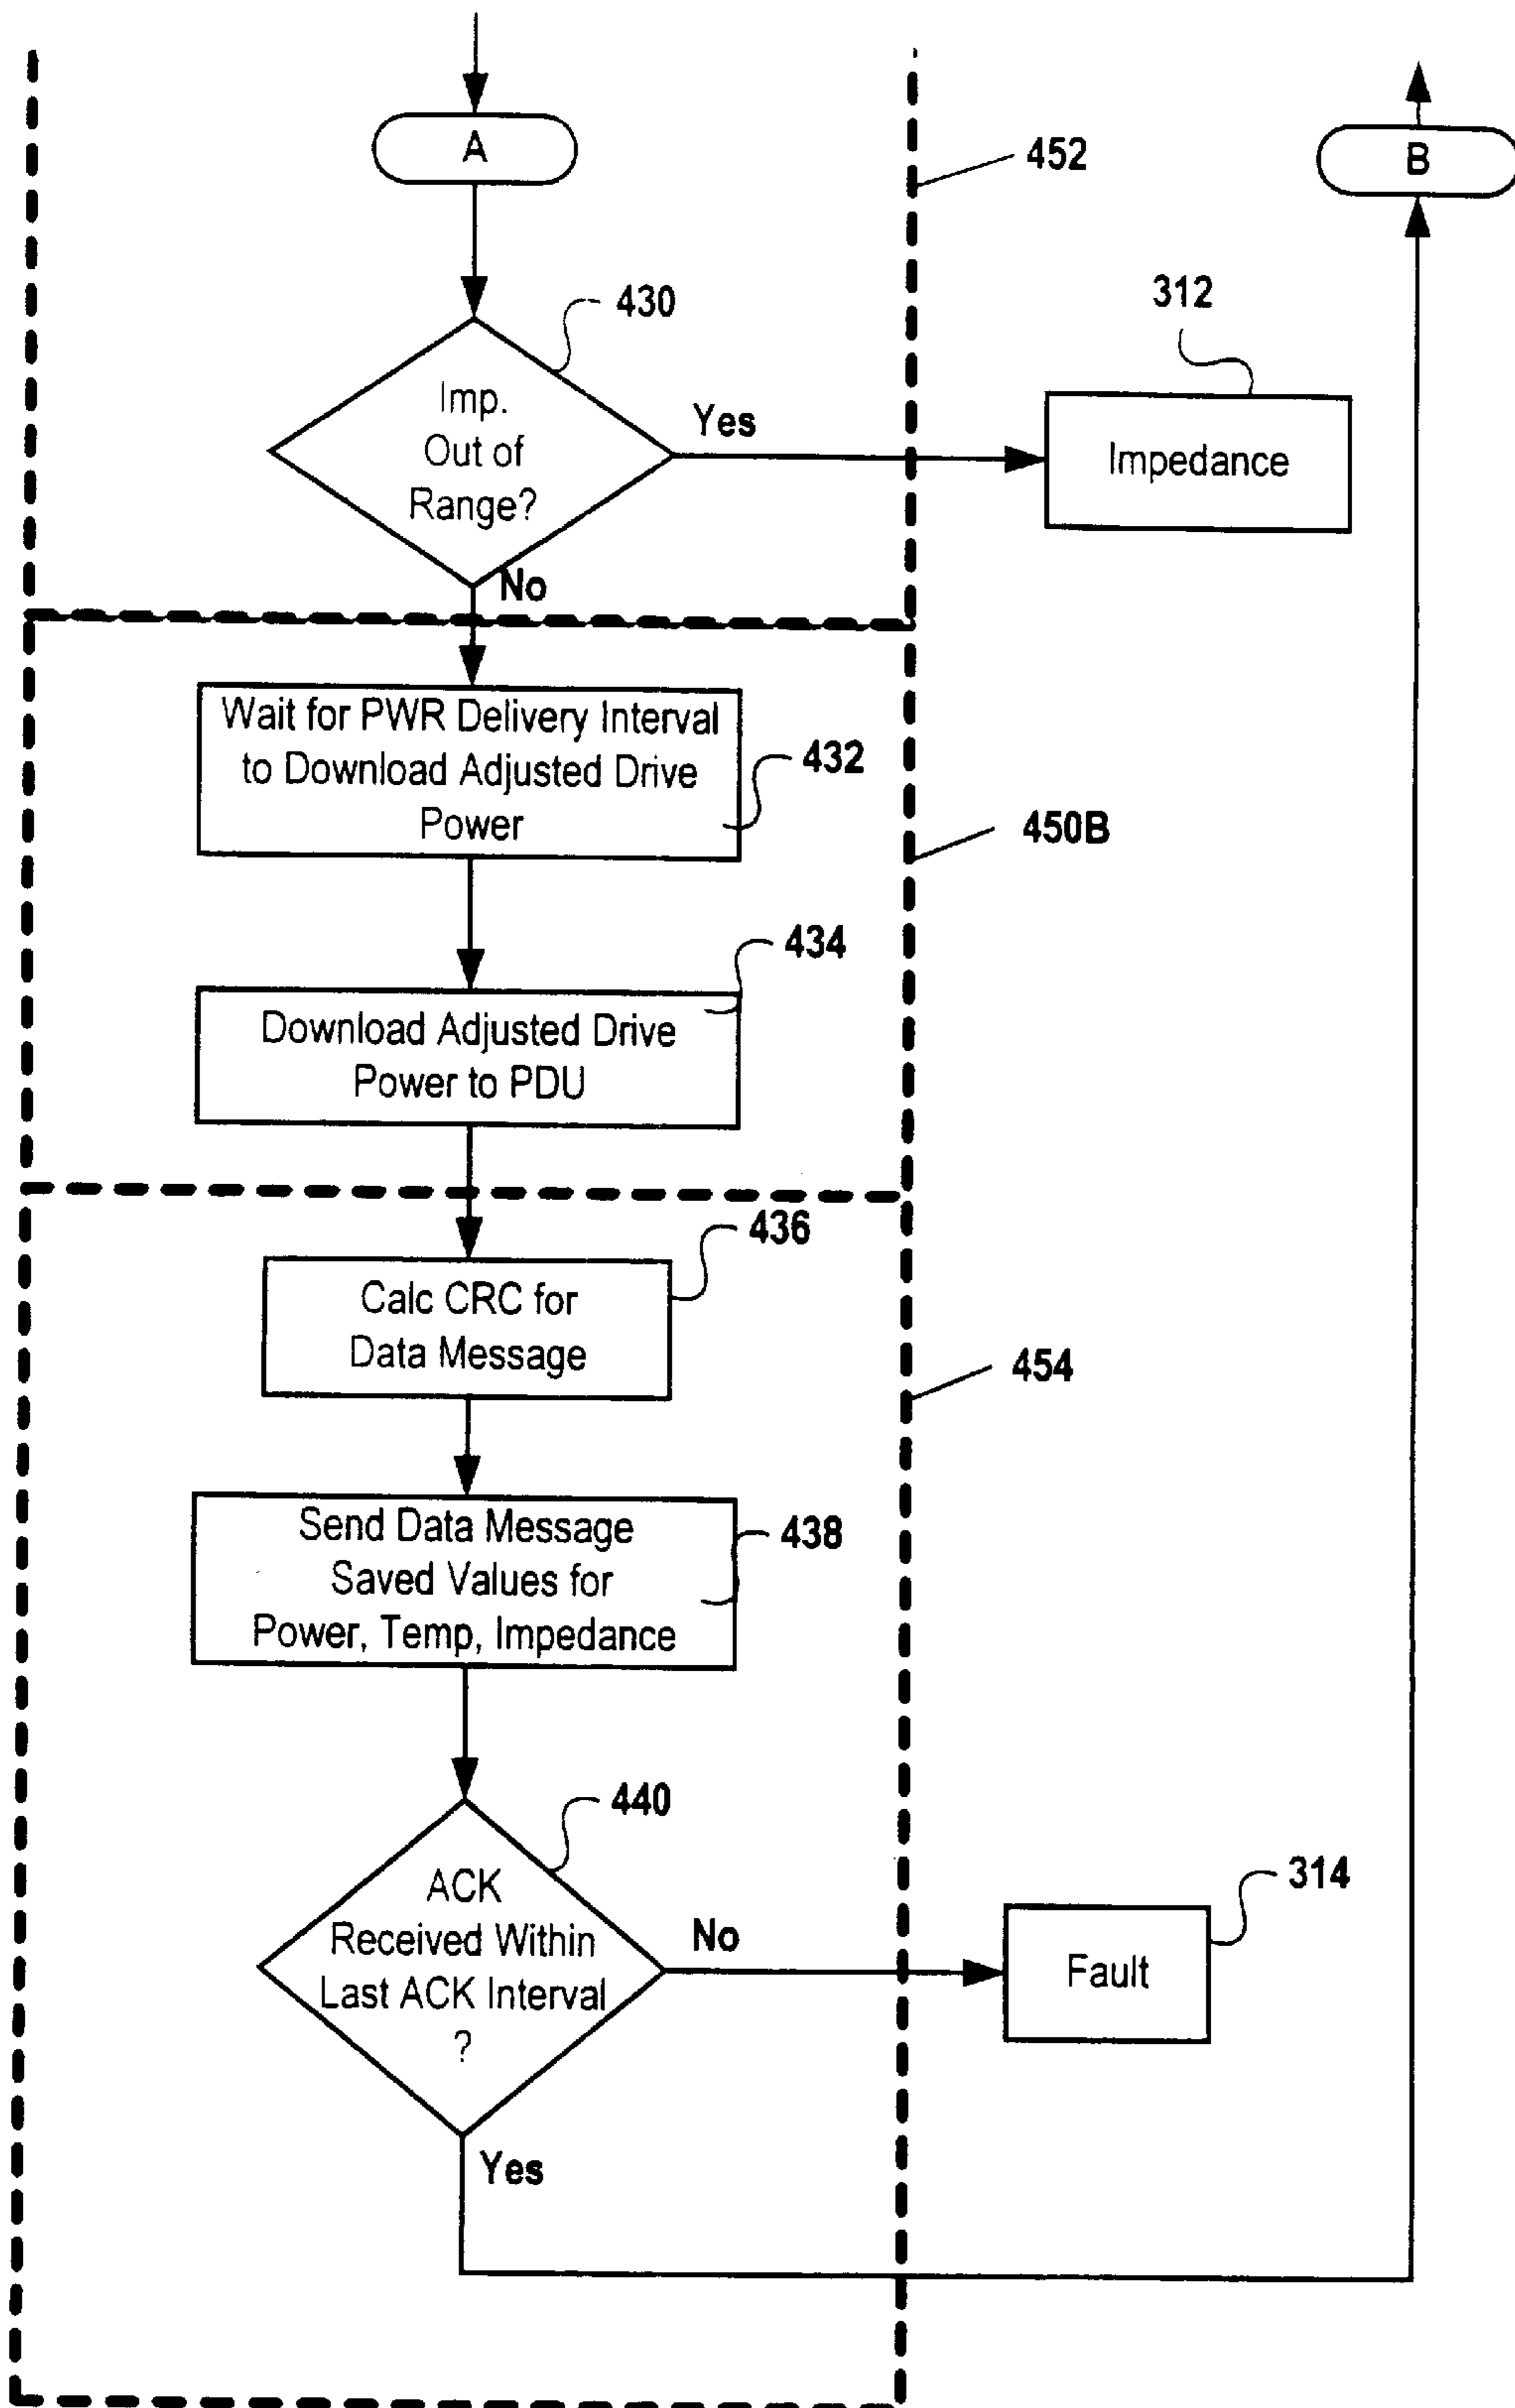 A
B
452
430
312
Imp.
Out of
Range?
Yes
Impedance
No
Wait for PWR Delivery Interval
to Download Adjusted Drive
Power
432
450B
434
Download Adjusted Drive
Power to PDU
436
Calc CRC for
Data Message
454
Send Data Message
Saved Values for
Power, Temp, Impedance
438
440
ACK
Received Within
Last ACK Interval
?
No
314
Fault
Yes